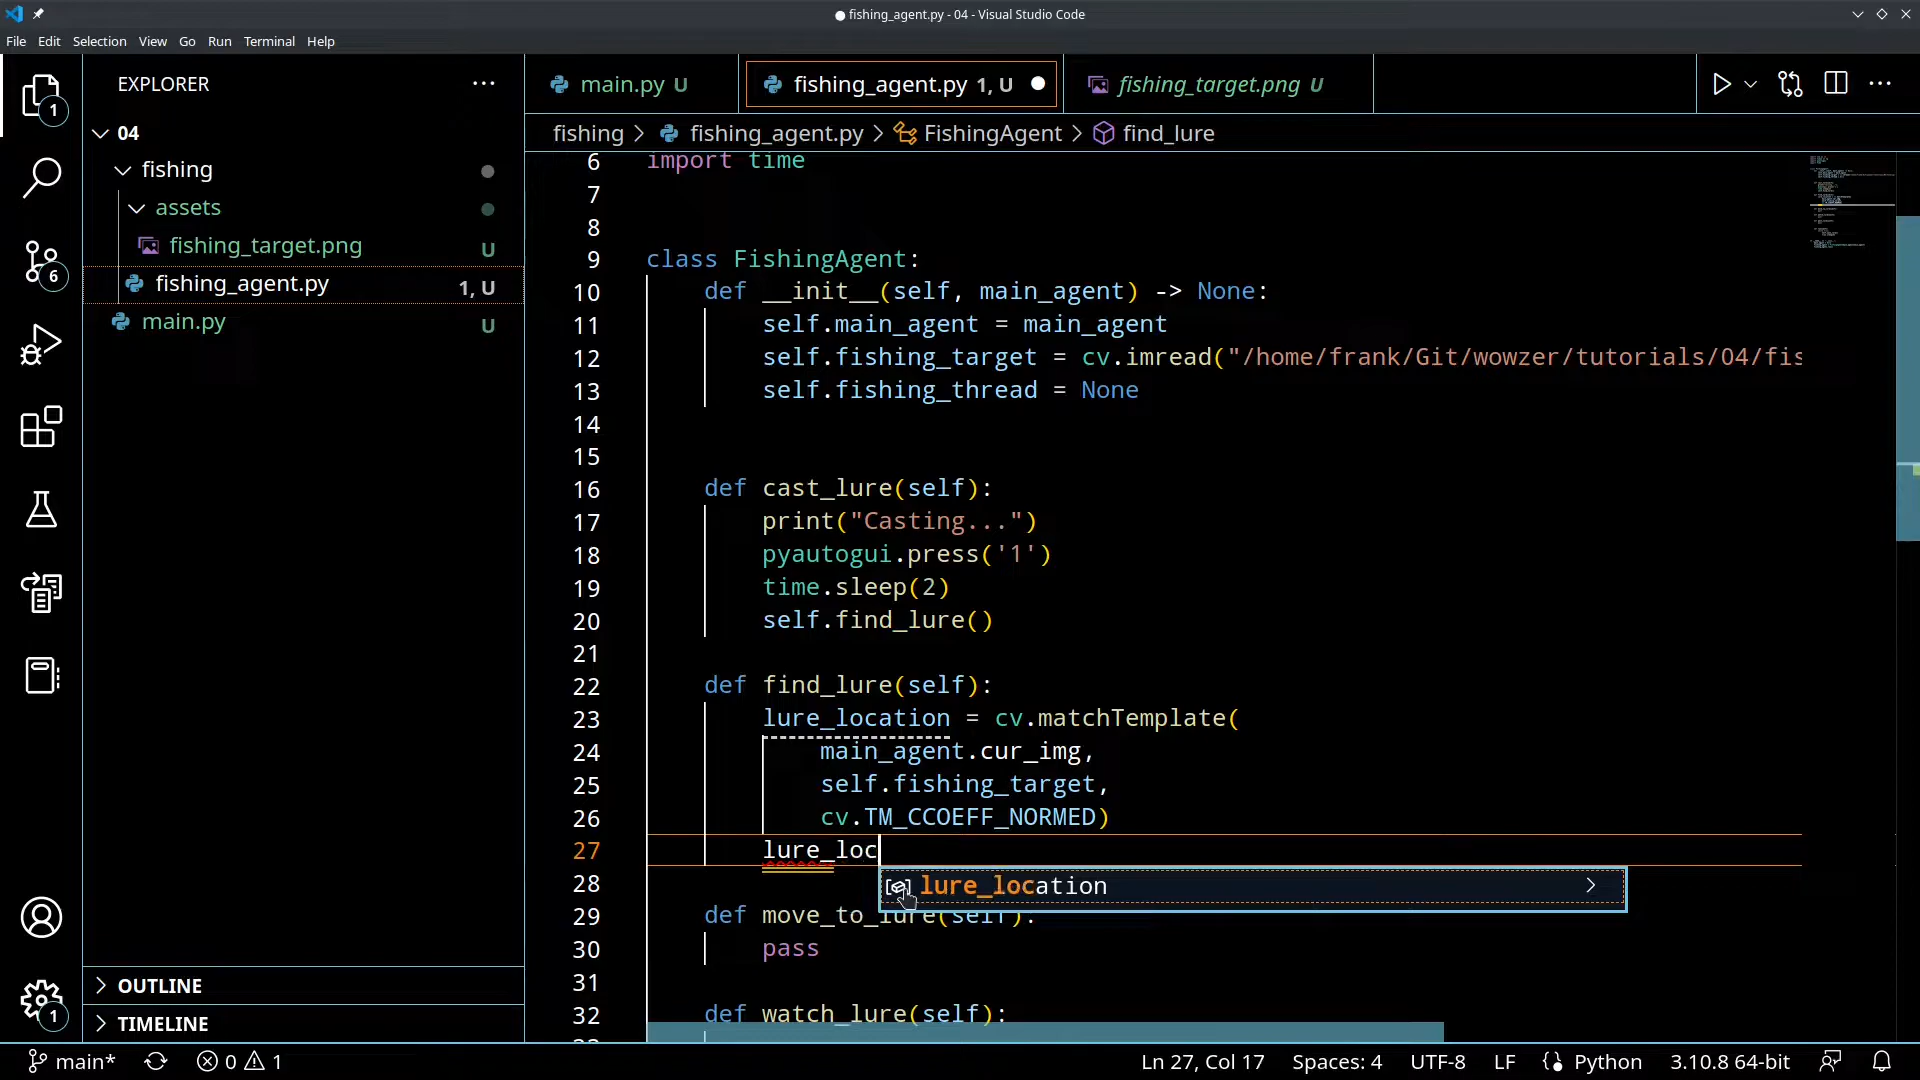 fishing_agent.py - 04 - Visual Studio Code
File Edit Selection View Go Run Terminal Help
EXPLORER
main.py U
fishing_agent.py 1, U
fishing_target.png U
fishing > fishing_agent.py > FishingAgent > find_lure
04
fishing
assets
fishing_target.png U
fishing_agent.py 1, U
main.py U
OUTLINE
TIMELINE
6 import time
7
8
9 class FishingAgent:
10 def __init__(self, main_agent) -> None:
11 self.main_agent = main_agent
12 self.fishing_target = cv.imread("/home/frank/Git/wowzer/tutorials/04/fis
13 self.fishing_thread = None
14
15
16 def cast_lure(self):
17 print("Casting...")
18 pyautogui.press('1')
19 time.sleep(2)
20 self.find_lure()
21
22 def find_lure(self):
23 lure_location = cv.matchTemplate(
24 main_agent.cur_img,
25 self.fishing_target,
26 cv.TM_CCOEFF_NORMED)
27 lure_loc
lure_location
28
29 def move_to_lure(self):
30 pass
31
32 def watch_lure(self):
1
6
1
main* 0 1 Ln 27, Col 17 Spaces: 4 UTF-8 LF Python 3.10.8 64-bit